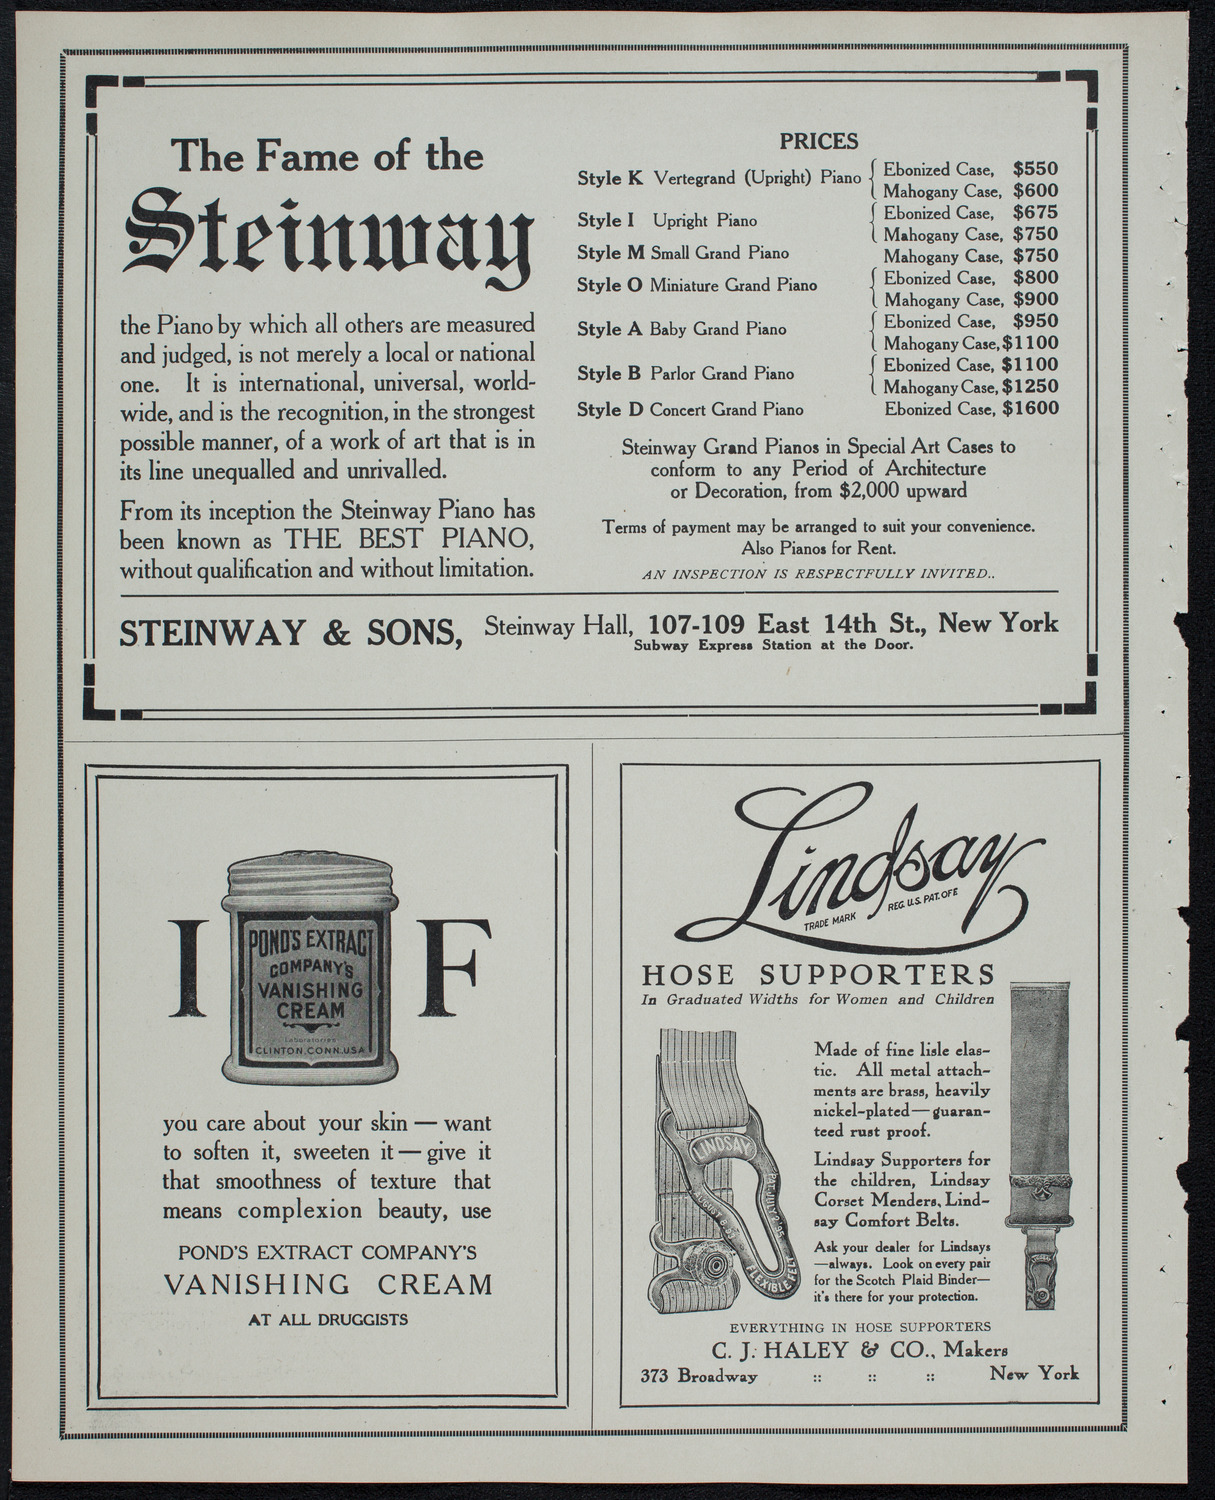 The Fame of the
Steinway
the Piano by which all others are measured
and judged, is not merely a local or national
one. It is international, universal, world-
wide, and is the recognition, in the strongest
possible manner, of a work of art that is in
its line unequalled and unrivalled.
From its inception the Steinway Piano has
been known as THE BEST PIANO,
without qualification and without limitation.
PRICES
Style K Vertegrand (Upright) Piano { Ebonized Case, $550
Mahogany Case, $600
Style I Upright Piano { Ebonized Case, $675
Mahogany Case, $750
Style M Small Grand Piano Mahogany Case, $750
Style O Miniature Grand Piano { Ebonized Case, $800
Mahogany Case, $900
Style A Baby Grand Piano { Ebonized Case, $950
Mahogany Case, $1100
Style B Parlor Grand Piano { Ebonized Case, $1100
Mahogany Case, $1250
Style D Concert Grand Piano Ebonized Case, $1600
Steinway Grand Pianos in Special Art Cases to
conform to any Period of Architecture
or Decoration, from $2,000 upward
Terms of payment may be arranged to suit your convenience.
Also Pianos for Rent.
AN INSPECTION IS RESPECTFULLY INVITED..
STEINWAY & SONS, Steinway Hall, 107-109 East 14th St., New York
Subway Express Station at the Door.
I F
POND'S EXTRACT
COMPANY'S
VANISHING
CREAM
Laboratories
CLINTON, CONN. U.S.A.
you care about your skin — want
to soften it, sweeten it — give it
that smoothness of texture that
means complexion beauty, use
POND'S EXTRACT COMPANY'S
VANISHING CREAM
AT ALL DRUGGISTS
Lindsay
TRADE MARK REG. U.S. PAT. OFF.
HOSE SUPPORTERS
In Graduated Widths for Women and Children
LINDSAY
FLEXIBLE FELT
Made of fine lisle elas-
tic. All metal attach-
ments are brass, heavily
nickel-plated—guaran-
teed rust proof.
Lindsay Supporters for
the children, Lindsay
Corset Menders, Lind-
say Comfort Belts.
Ask your dealer for Lindsays
—always. Look on every pair
for the Scotch Plaid Binder—
it's there for your protection.
EVERYTHING IN HOSE SUPPORTERS
C. J. HALEY & CO., Makers
373 Broadway :: :: :: New York